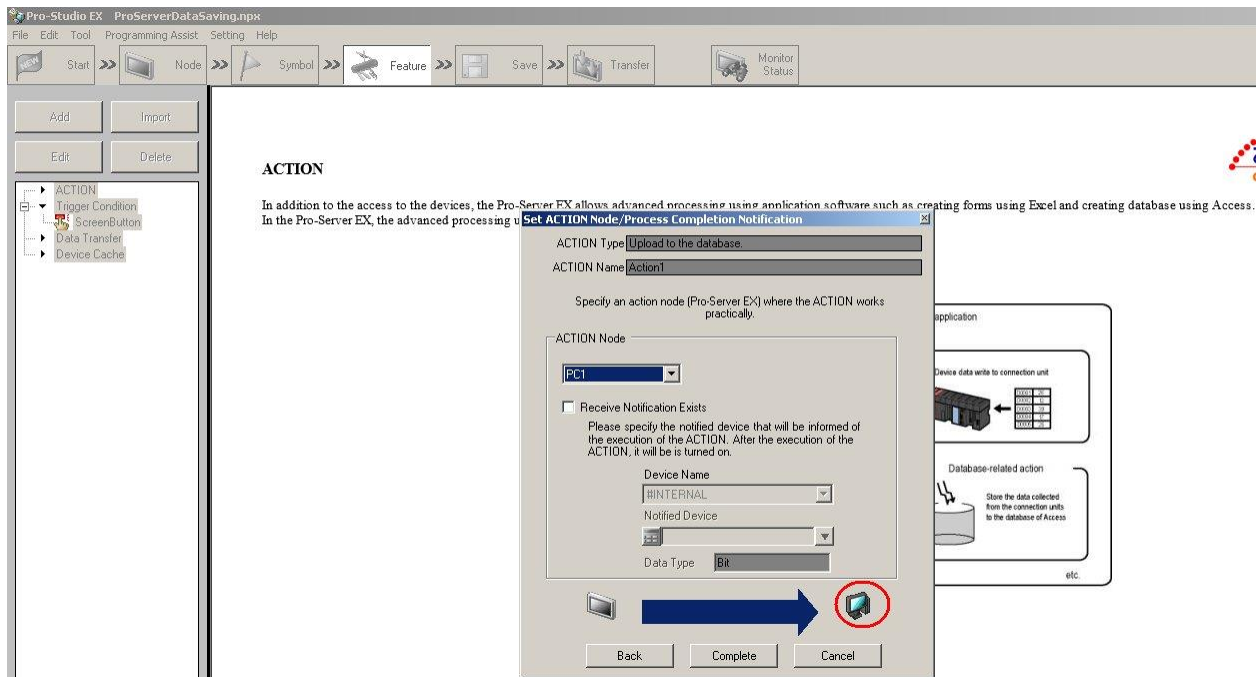 Pro-Studio EX ProServerDataSaving.npx
File Edit Tool Programming Assist Setting Help
NEW Start >> Node >> Symbol >> Feature >> Save >> Transfer Monitor Status
Add Import
Edit Delete
ACTION
Trigger Condition
ScreenButton
Data Transfer
Device Cache
ACTION
In addition to the access to the devices, the Pro-Server EX allows advanced processing using application software such as creating forms using Excel and creating database using Access.
In the Pro-Server EX, the advanced processing u
Set ACTION Node/Process Completion Notification
ACTION Type Upload to the database.
ACTION Name Action1
Specify an action node (Pro-Server EX) where the ACTION works
practically.
ACTION Node
PC1
Receive Notification Exists
Please specify the notified device that will be informed of
the execution of the ACTION. After the execution of the
ACTION, it will be is turned on.
Device Name
#INTERNAL
Notified Device
Data Type Bit
Back Complete Cancel
application
Device data write to connection unit
Database-related action
Store the data collected
from the connection units
to the database of Access
etc.